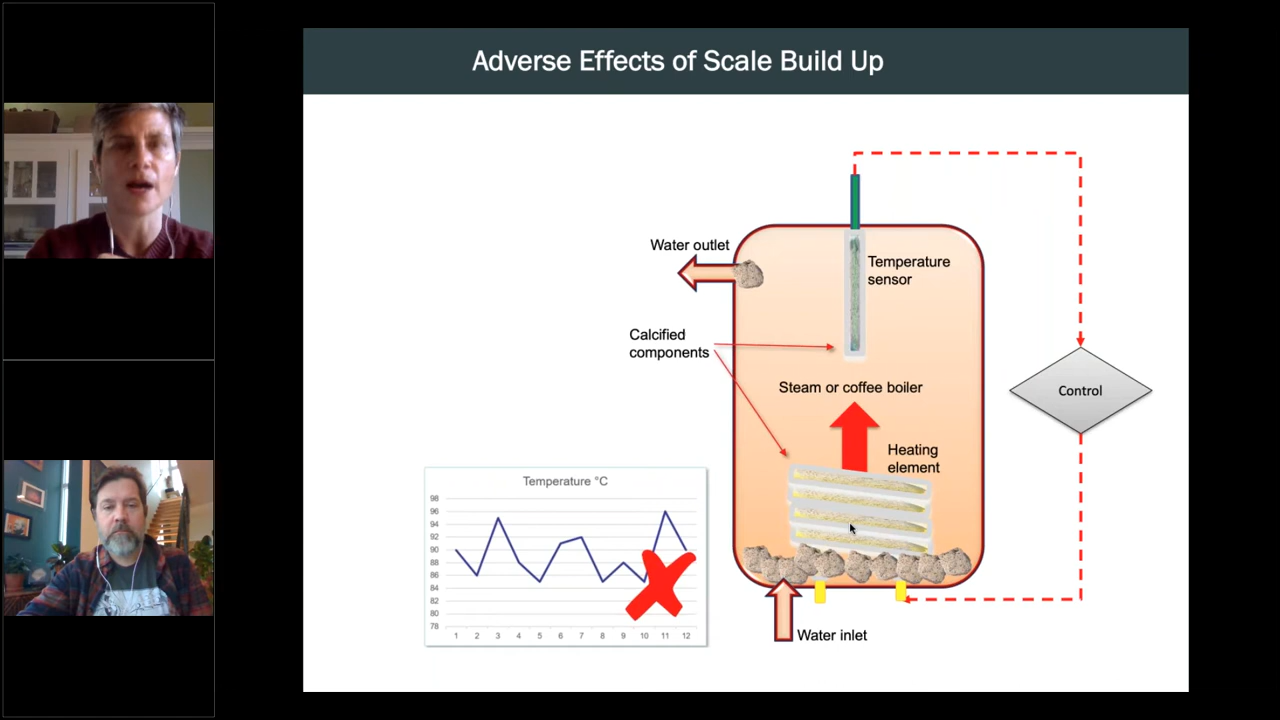 Adverse Effects of Scale Build Up
Water outlet
Temperature
sensor
Calcified
components
Steam or coffee boiler
Control
Heating
element
Temperature °C
98
96
94
92
90
88
86
84
82
80
78
1 2 3 4 5 6 7 8 9 10 11 12
Water inlet